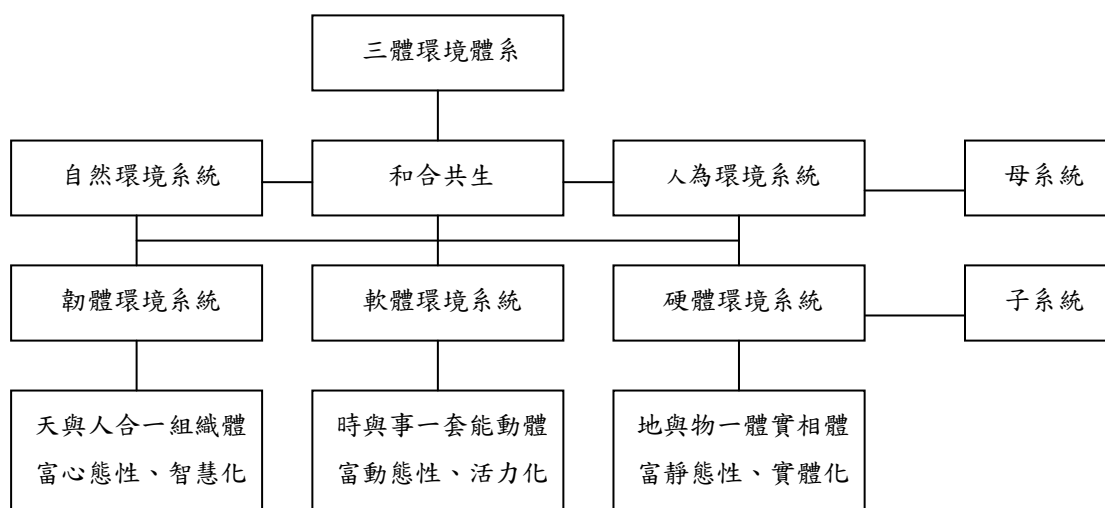 三體環境體系
自然環境系統
和合共生
人為環境系統
母系統
韌體環境系統
軟體環境系統
硬體環境系統
子系統
天與人合一組織體
富心態性、智慧化
時與事一套能動體
富動態性、活力化
地與物一體實相體
富靜態性、實體化